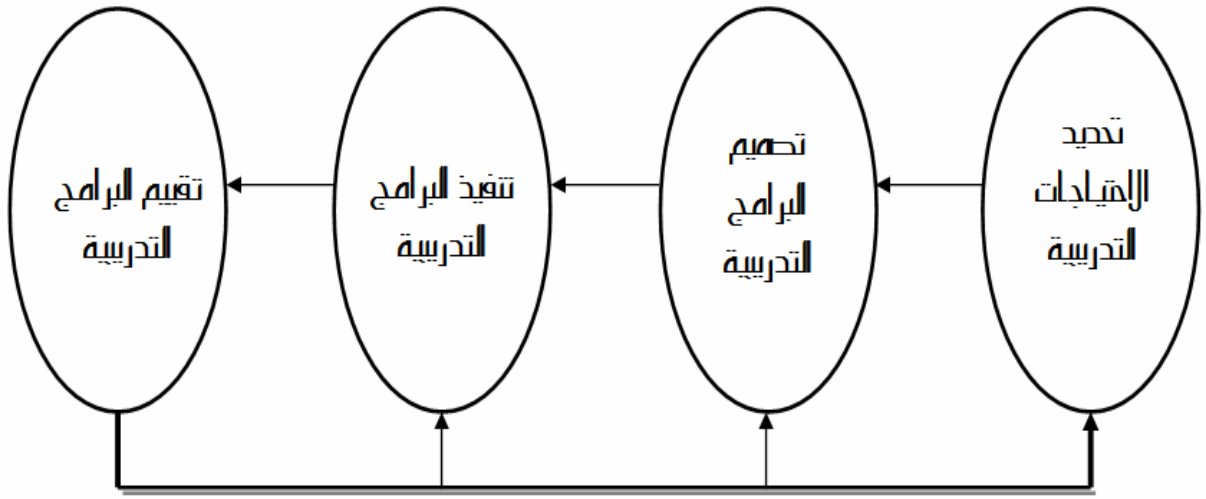 تحديد
الاحتياجات
التدريبية
تصميم
البرامج
التدريبية
تنفيذ البرامج
التدريبية
تقييم البرامج
التدريبية